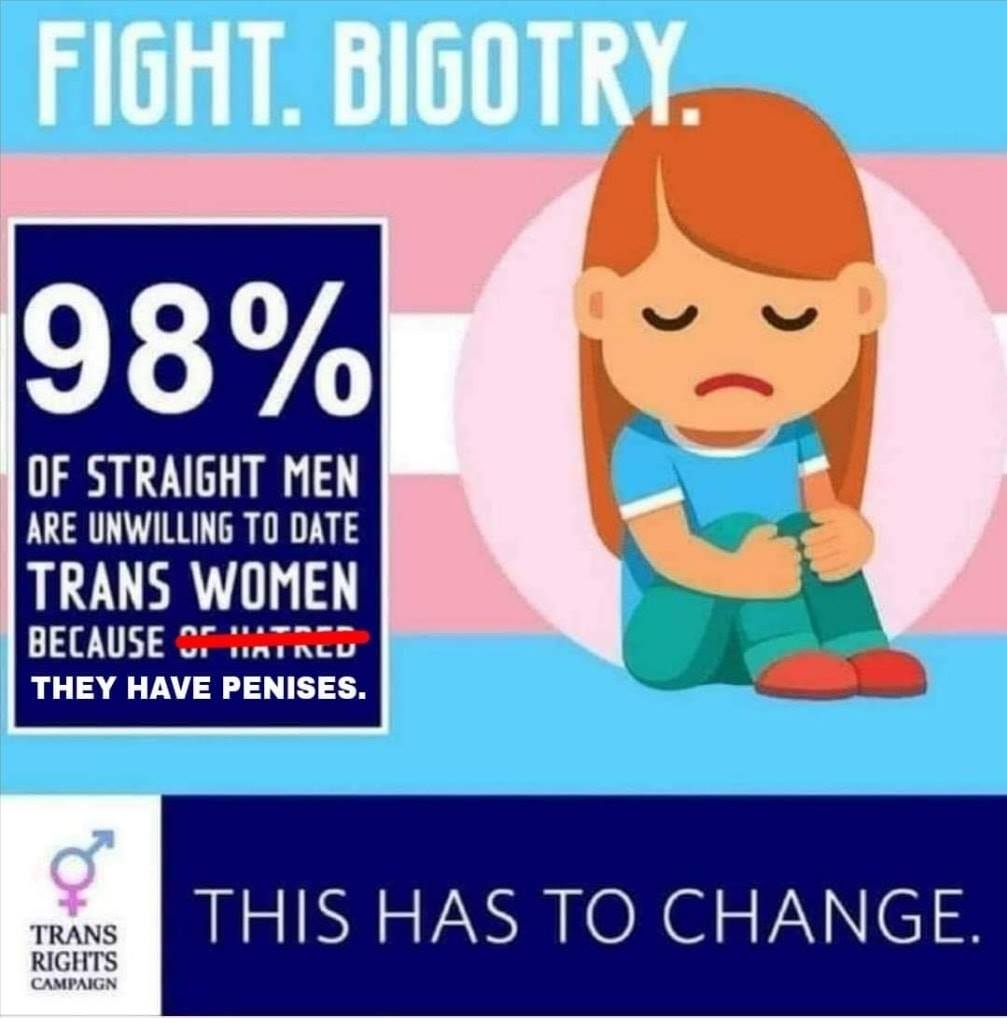 FIGHT. BIGOTRY.
98%
OF STRAIGHT MEN
ARE UNWILLING TO DATE
TRANS WOMEN
BECAUSE OF HATRED
THEY HAVE PENISES.
TRANS
RIGHTS
CAMPAIGN
THIS HAS TO CHANGE.